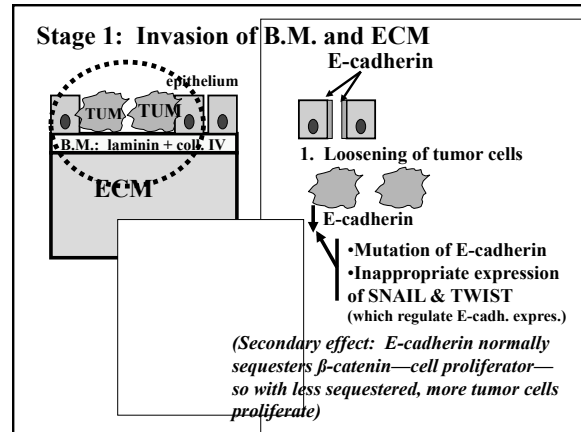 Stage 1:  Invasion of B.M. and ECM
E-cadherin
epithelium
TUM TUM
B.M.:  laminin + coll. IV
ECM
1.  Loosening of tumor cells
E-cadherin
•Mutation of E-cadherin
•Inappropriate expression
of SNAIL & TWIST
(which regulate E-cadh. expres.)
(Secondary effect:  E-cadherin normally
sequesters ß-catenin—cell proliferator—
so with less sequestered, more tumor cells
proliferate)